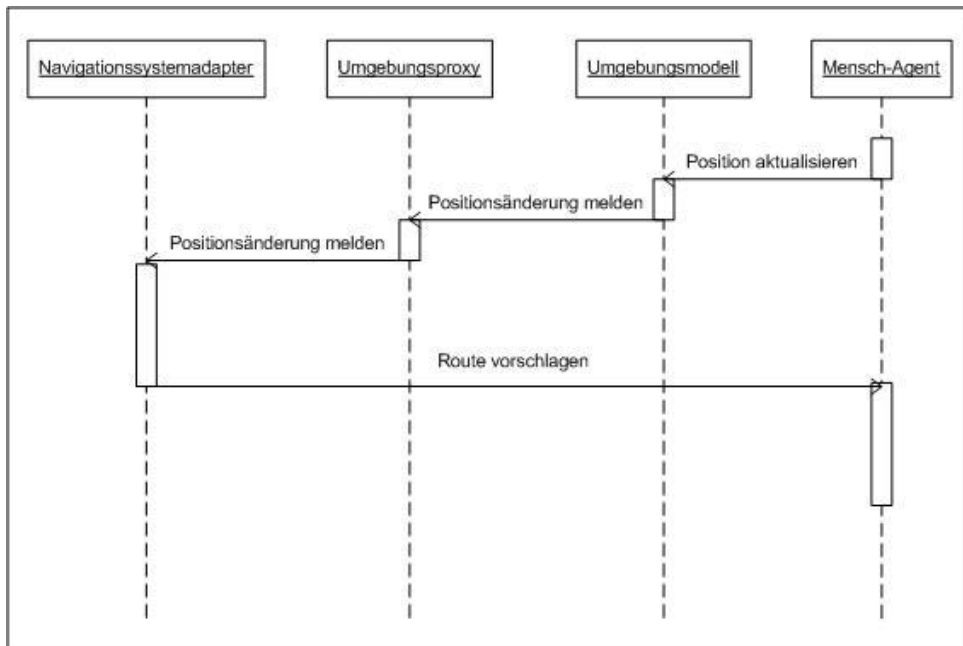 Navigationssystemadapter
Umgebungsproxy
Umgebungsmodell
Mensch-Agent
Position aktualisieren
Positionsänderung melden
Positionsänderung melden
Route vorschlagen